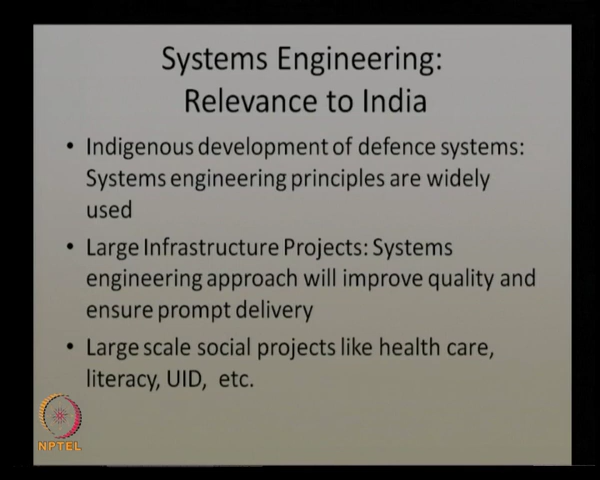 Systems Engineering:
Relevance to India
• Indigenous development of defence systems:
Systems engineering principles are widely
used
• Large Infrastructure Projects: Systems
engineering approach will improve quality and
ensure prompt delivery
• Large scale social projects like health care,
literacy, UID, etc.
NPTEL